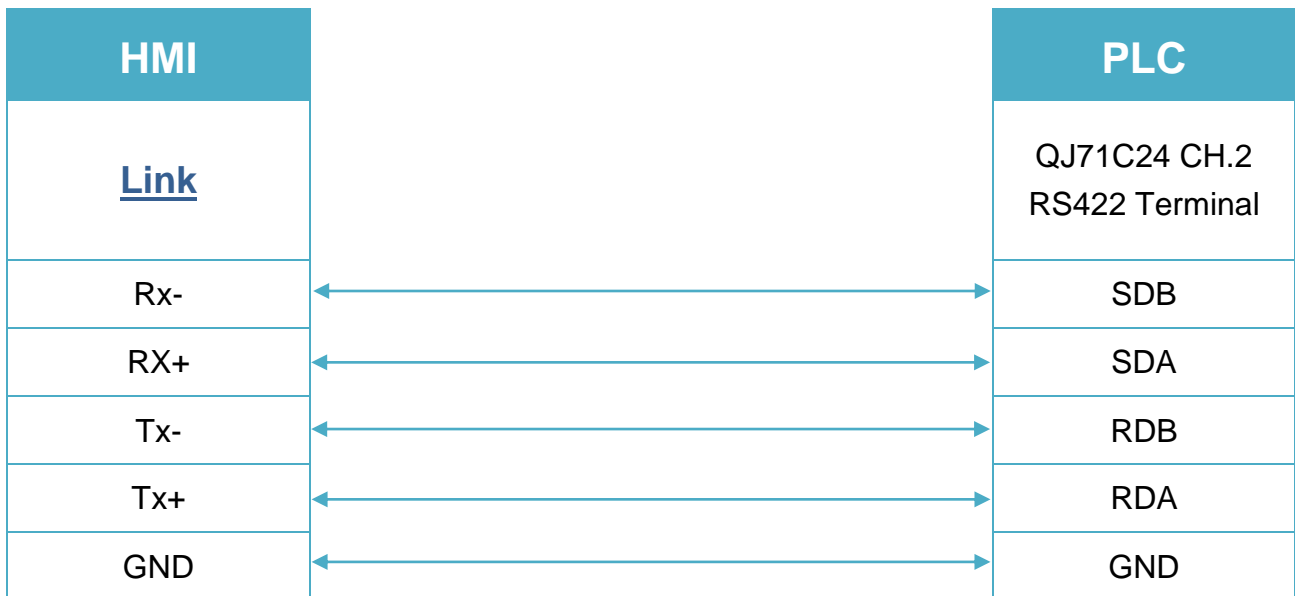 HMI PLC
Link
QJ71C24 CH.2
RS422 Terminal
Rx- SDB
RX+ SDA
Tx- RDB
Tx+ RDA
GND GND